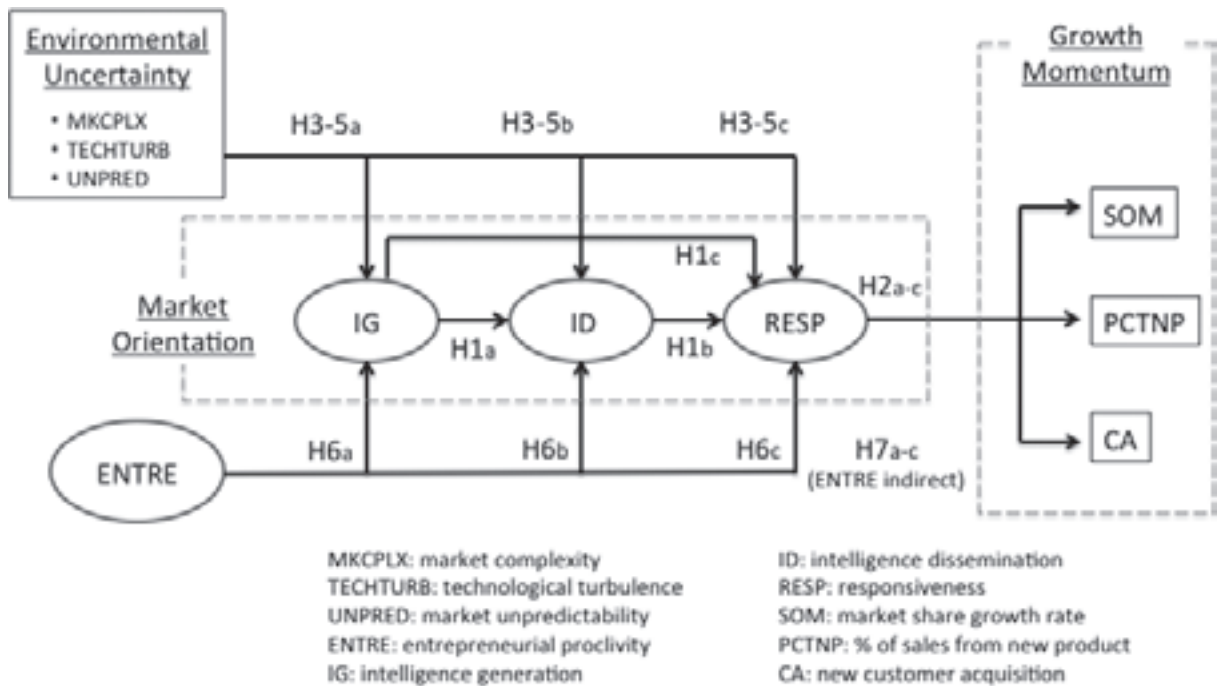 Environmental
Uncertainty
• MKCPLX
• TECHTURB
• UNPRED
Growth
Momentum
H3-5a
H3-5b
H3-5c
H1c
Market
Orientation
IG
ID
RESP
H1a
H1b
H2a-c
SOM
PCTNP
CA
ENTRE
H6a
H6b
H6c
H7a-c
(ENTRE indirect)
MKCPLX: market complexity
TECHTURB: technological turbulence
UNPRED: market unpredictability
ENTRE: entrepreneurial proclivity
IG: intelligence generation
ID: intelligence dissemination
RESP: responsiveness
SOM: market share growth rate
PCTNP: % of sales from new product
CA: new customer acquisition